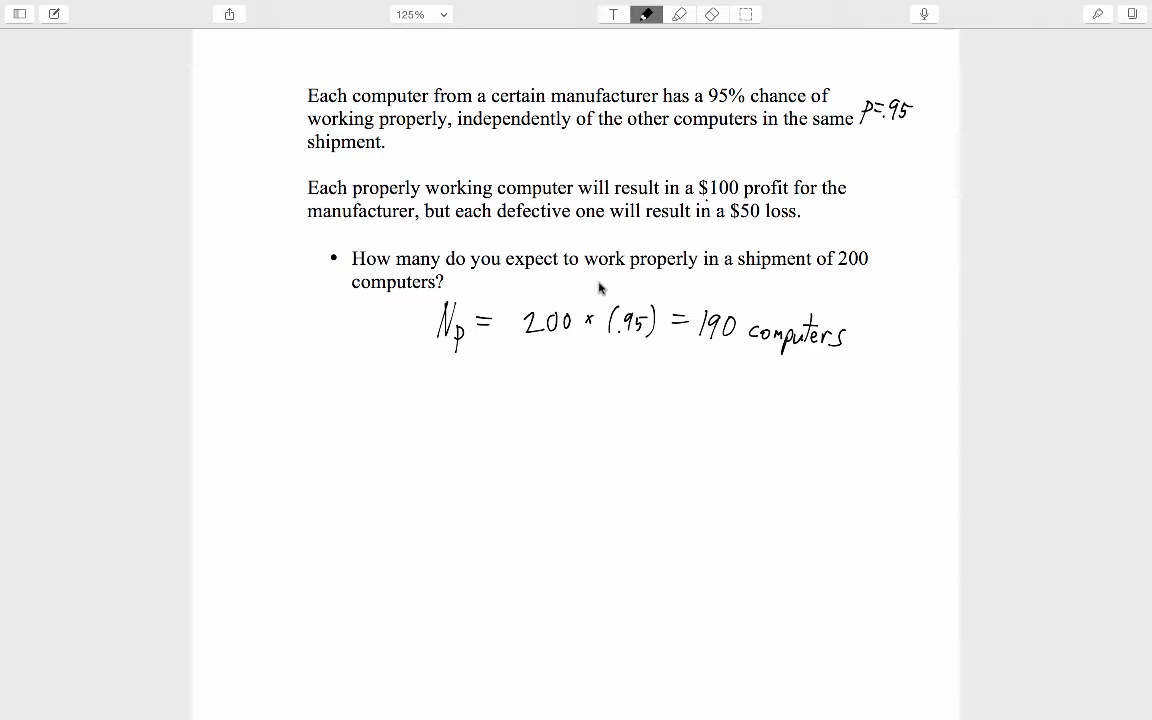 125%
T
Each computer from a certain manufacturer has a 95% chance of
working properly, independently of the other computers in the same p=.95
shipment.
Each properly working computer will result in a $100 profit for the
manufacturer, but each defective one will result in a $50 loss.
• How many do you expect to work properly in a shipment of 200
computers?
Np = 200 × (.95) = 190 computers